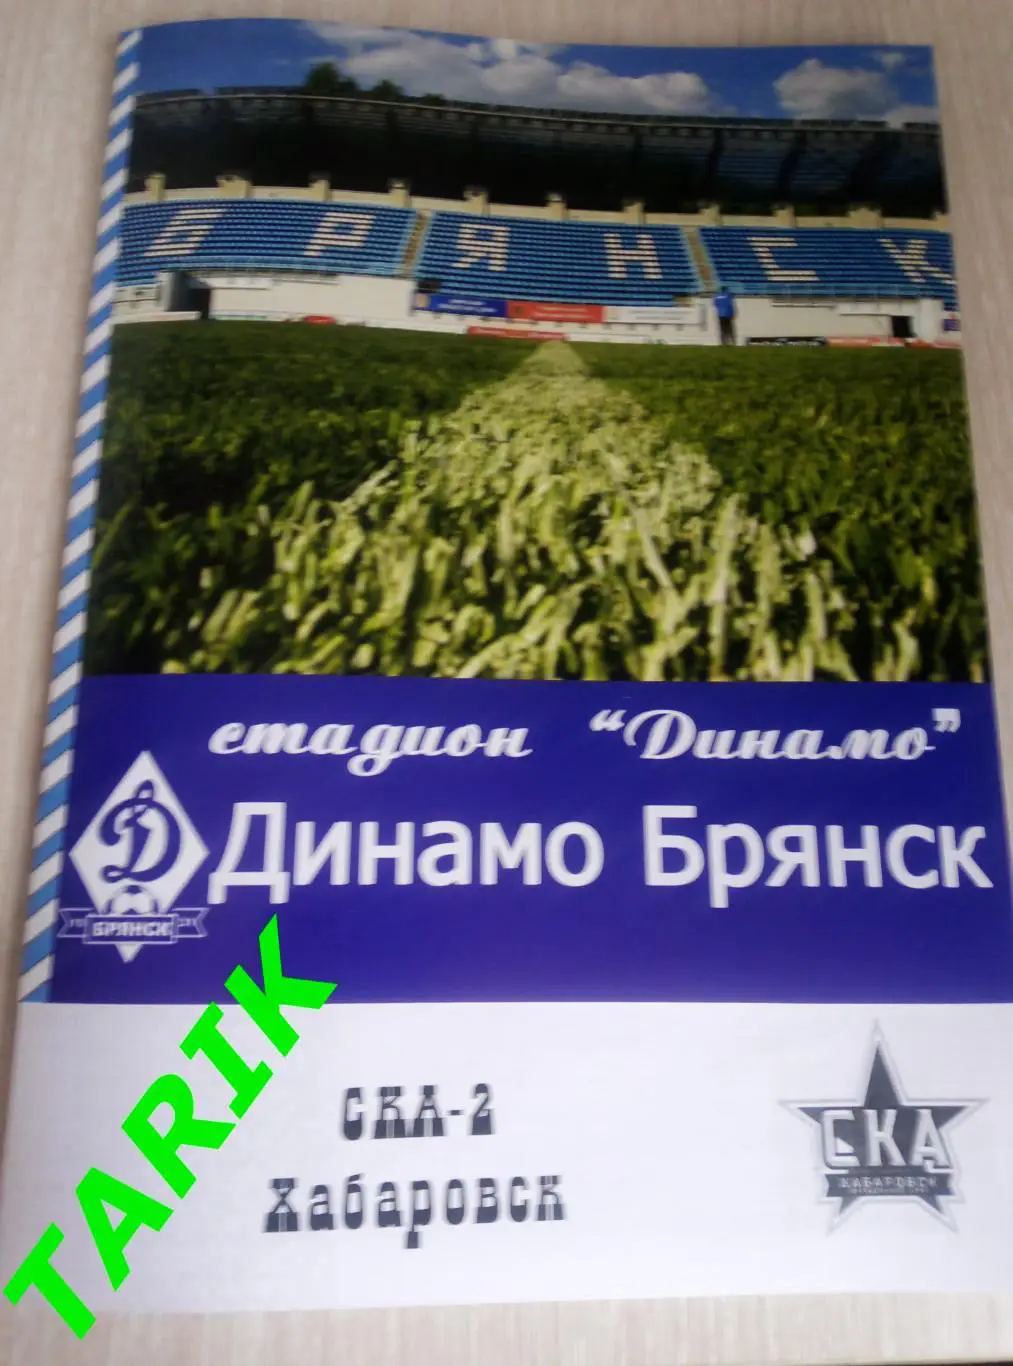 БРЯНСК
стадион “Динамо”
Динамо Брянск
БРЯНСК
СКА-2
Хабаровск
СКА
ХАБАРОВСК
TARIK